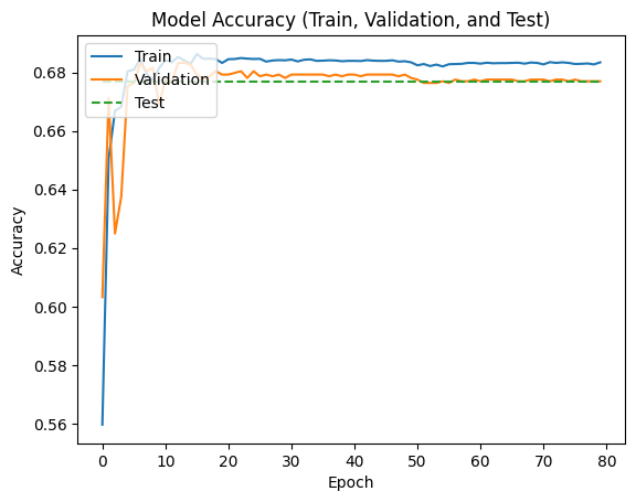 Model Accuracy (Train, Validation, and Test)
Train
Validation
Test
Accuracy
0.68
0.66
0.64
0.62
0.60
0.58
0.56
0
10
20
30
40
50
60
70
80
Epoch